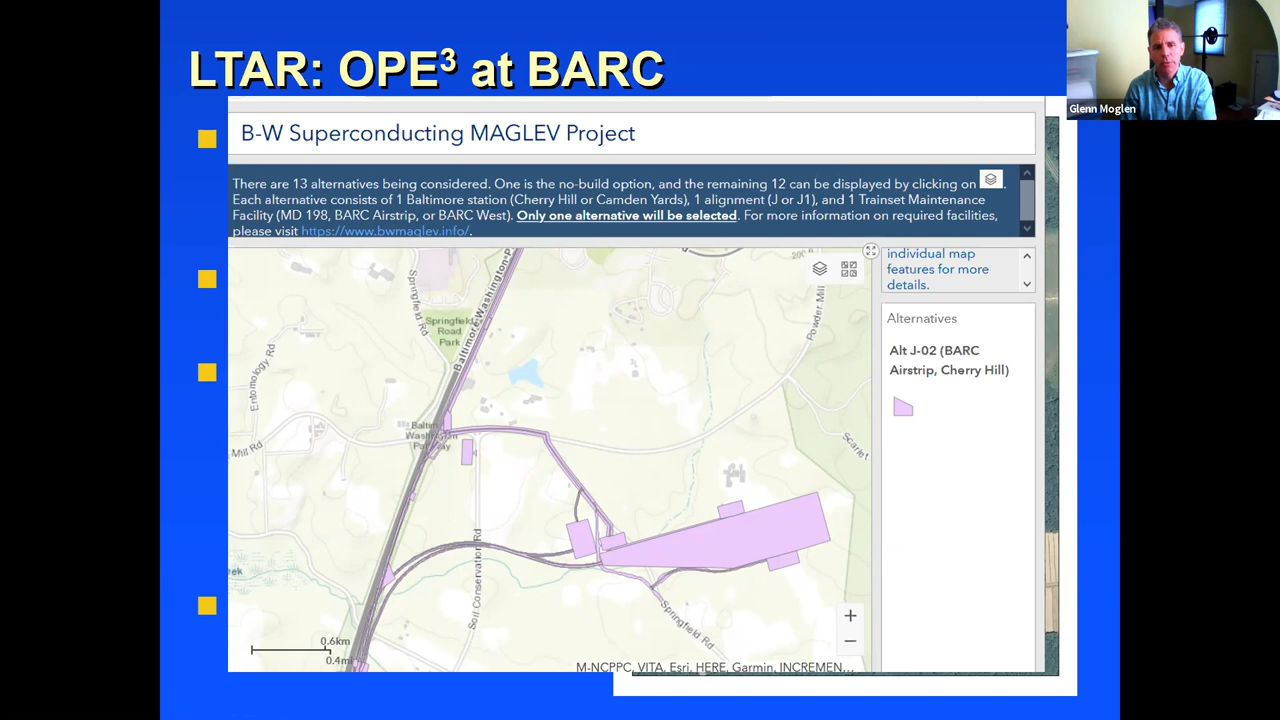 LTAR: OPE³ at BARC
Glenn Moglen
B-W Superconducting MAGLEV Project
There are 13 alternatives being considered. One is the no-build option, and the remaining 12 can be displayed by clicking on .
Each alternative consists of 1 Baltimore station (Cherry Hill or Camden Yards), 1 alignment (J or J1), and 1 Trainset Maintenance
Facility (MD 198, BARC Airstrip, or BARC West). Only one alternative will be selected. For more information on required facilities,
please visit https://www.bwmaglev.info/.
individual map
features for more
details.
Alternatives
Alt J-02 (BARC
Airstrip, Cherry Hill)
Springfield Rd
Baltimore-Washington P
Powder Mill
Springfield
Road
Park
Entomology Rd
Mill Rd
Baltim
Washington
Scarlet
Soil Conservation Rd
Springfield Rd
0.6km
0.4mi
+
−
M-NCPPC, VITA, Esri, HERE, Garmin, INCREMEN...